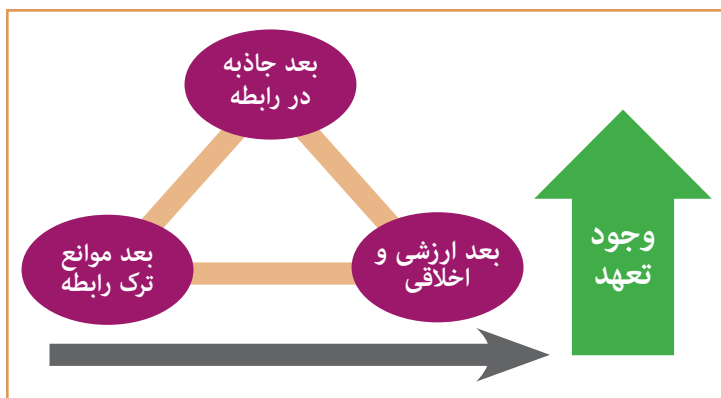 بعد جاذبه
در رابطه
بعد ارزشی و
اخلاقی
بعد موانع
ترک رابطه
وجود
تعهد